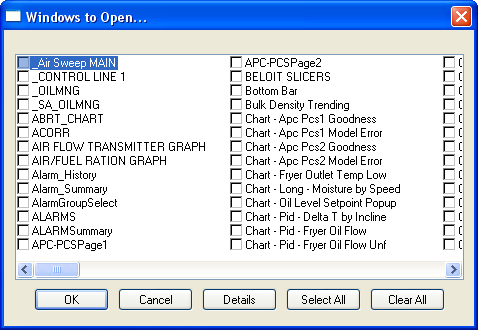 Windows to Open...
_Air Sweep MAIN
_CONTROL LINE 1
_OILMNG
_SA_OILMNG
ABRT_CHART
ACORR
AIR FLOW TRANSMITTER GRAPH
AIR/FUEL RATION GRAPH
Alarm_History
Alarm_Summary
AlarmGroupSelect
ALARMS
ALARMSummary
APC-PCSPage1
APC-PCSPage2
BELOIT SLICERS
Bottom Bar
Bulk Density Trending
Chart - Apc Pcs1 Goodness
Chart - Apc Pcs1 Model Error
Chart - Apc Pcs2 Goodness
Chart - Apc Pcs2 Model Error
Chart - Fryer Outlet Temp Low
Chart - Long - Moisture by Speed
Chart - Oil Level Setpoint Popup
Chart - Pid - Delta T by Incline
Chart - Pid - Fryer Oil Flow
Chart - Pid - Fryer Oil Flow Unf
OK
Cancel
Details
Select All
Clear All